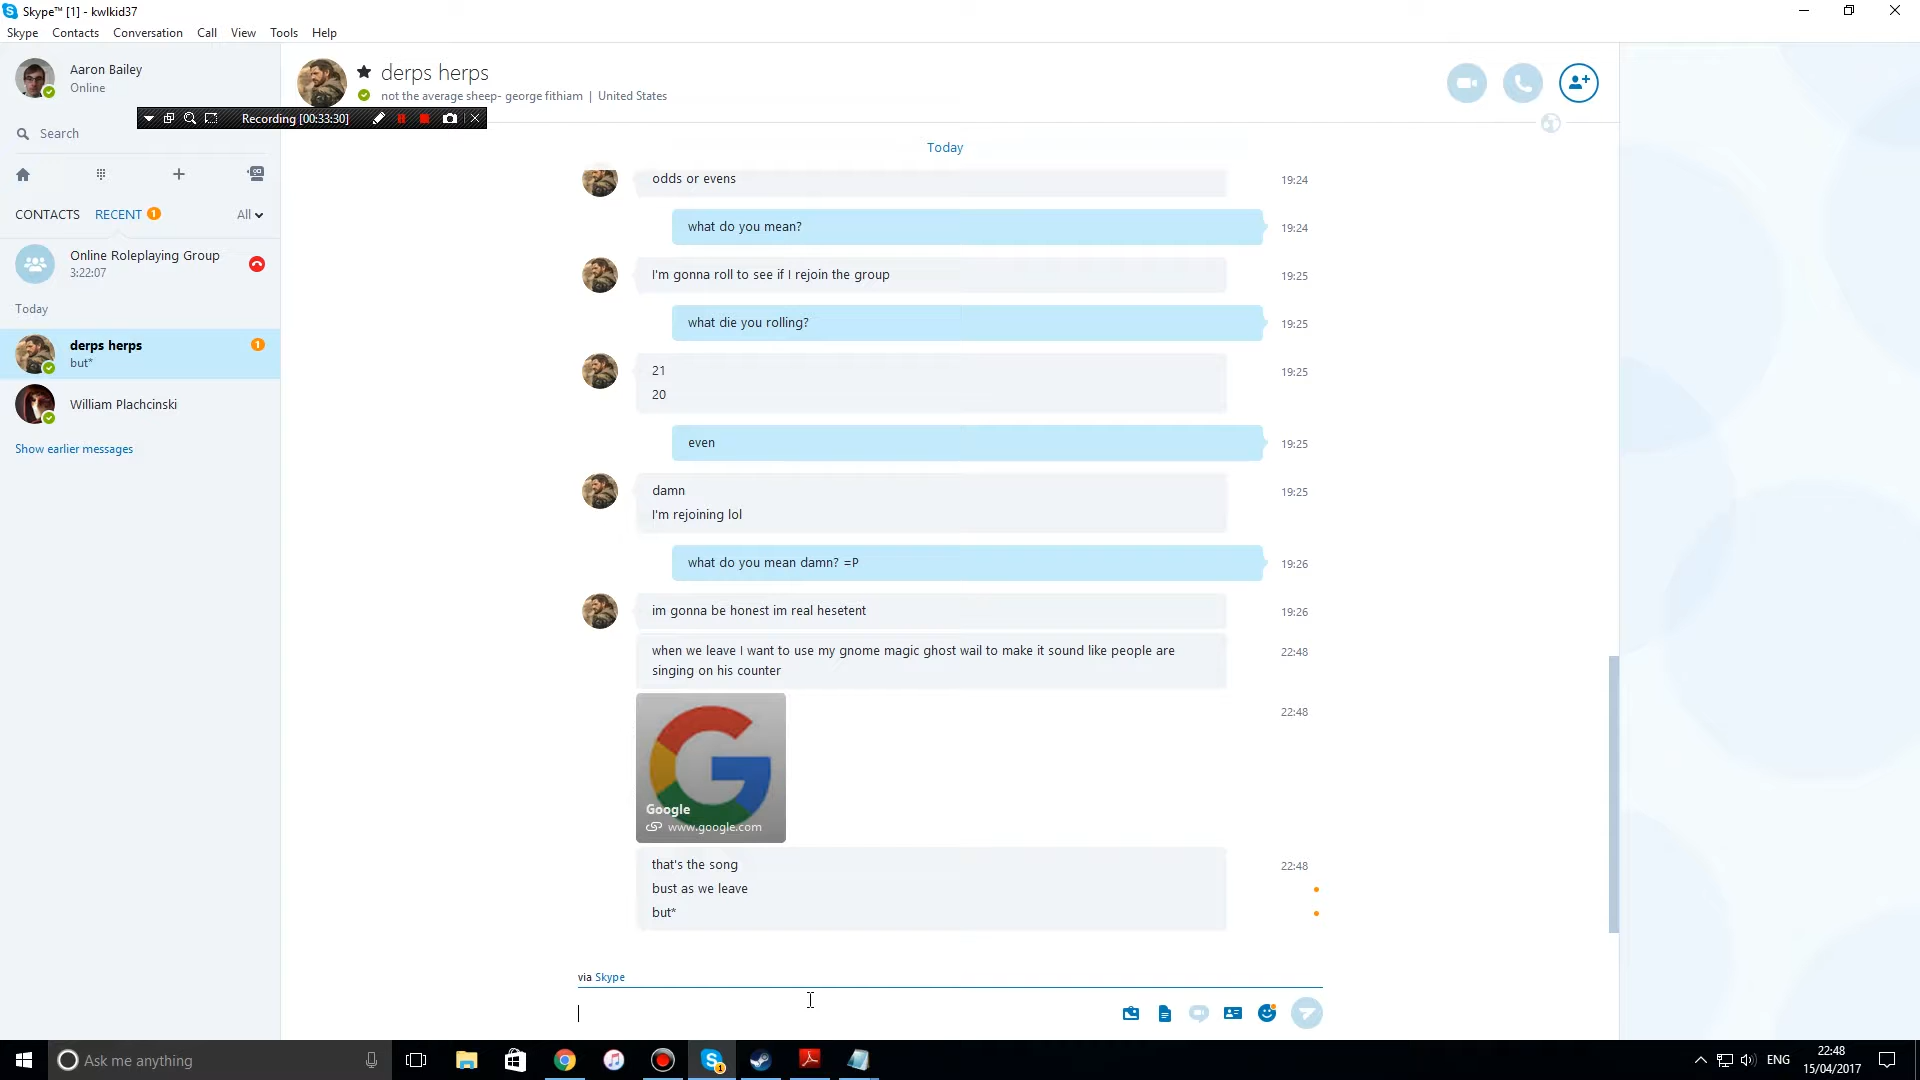 Skype™ [1] - kwlkid37
Skype Contacts Conversation Call View Tools Help
Aaron Bailey
Online
derps herps
not the average sheep- george fithiam | United States
Recording [00:33:30]
Search
CONTACTS RECENT 1 All
Online Roleplaying Group
3:22:07
Today
derps herps 1
but*
William Plachcinski
Show earlier messages
Today
odds or evens 19:24
what do you mean? 19:24
I'm gonna roll to see if I rejoin the group 19:25
what die you rolling? 19:25
21 19:25
20
even 19:25
damn 19:25
I'm rejoining lol
what do you mean damn? =P 19:26
im gonna be honest im real hesetent 19:26
when we leave I want to use my gnome magic ghost wail to make it sound like people are 22:48
singing on his counter
22:48
Google
www.google.com
that's the song 22:48
bust as we leave
but*
via Skype
Ask me anything
1
ENG
22:48
15/04/2017